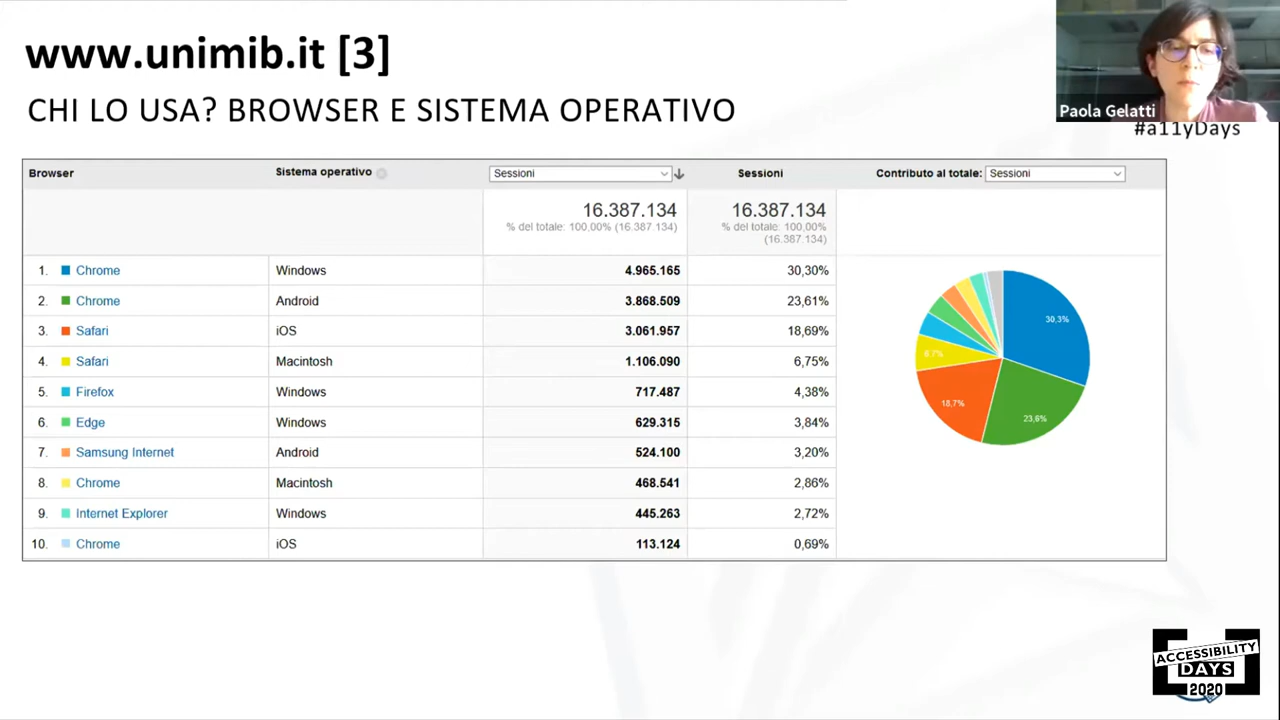 www.unimib.it [3]
CHI LO USA? BROWSER E SISTEMA OPERATIVO
Paola Gelatti
#a11yDays
Browser Sistema operativo Sessioni Sessioni Contributo al totale: Sessioni
16.387.134 16.387.134
% del totale: 100,00% (16.387.134) % del totale: 100,00%
(16.387.134)
1. Chrome Windows 4.965.165 30,30%
2. Chrome Android 3.868.509 23,61%
3. Safari iOS 3.061.957 18,69%
4. Safari Macintosh 1.106.090 6,75%
5. Firefox Windows 717.487 4,38%
6. Edge Windows 629.315 3,84%
7. Samsung Internet Android 524.100 3,20%
8. Chrome Macintosh 468.541 2,86%
9. Internet Explorer Windows 445.263 2,72%
10. Chrome iOS 113.124 0,69%
30,3%
6.7%
18,7%
23,6%
ACCESSIBILITY
DAYS
2020